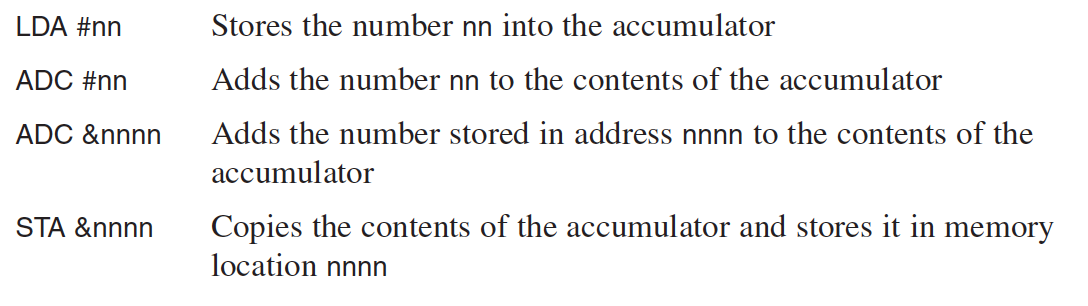 LDA #nn Stores the number nn into the accumulator
ADC #nn Adds the number nn to the contents of the accumulator
ADC &nnnn Adds the number stored in address nnnn to the contents of the
accumulator
STA &nnnn Copies the contents of the accumulator and stores it in memory
location nnnn